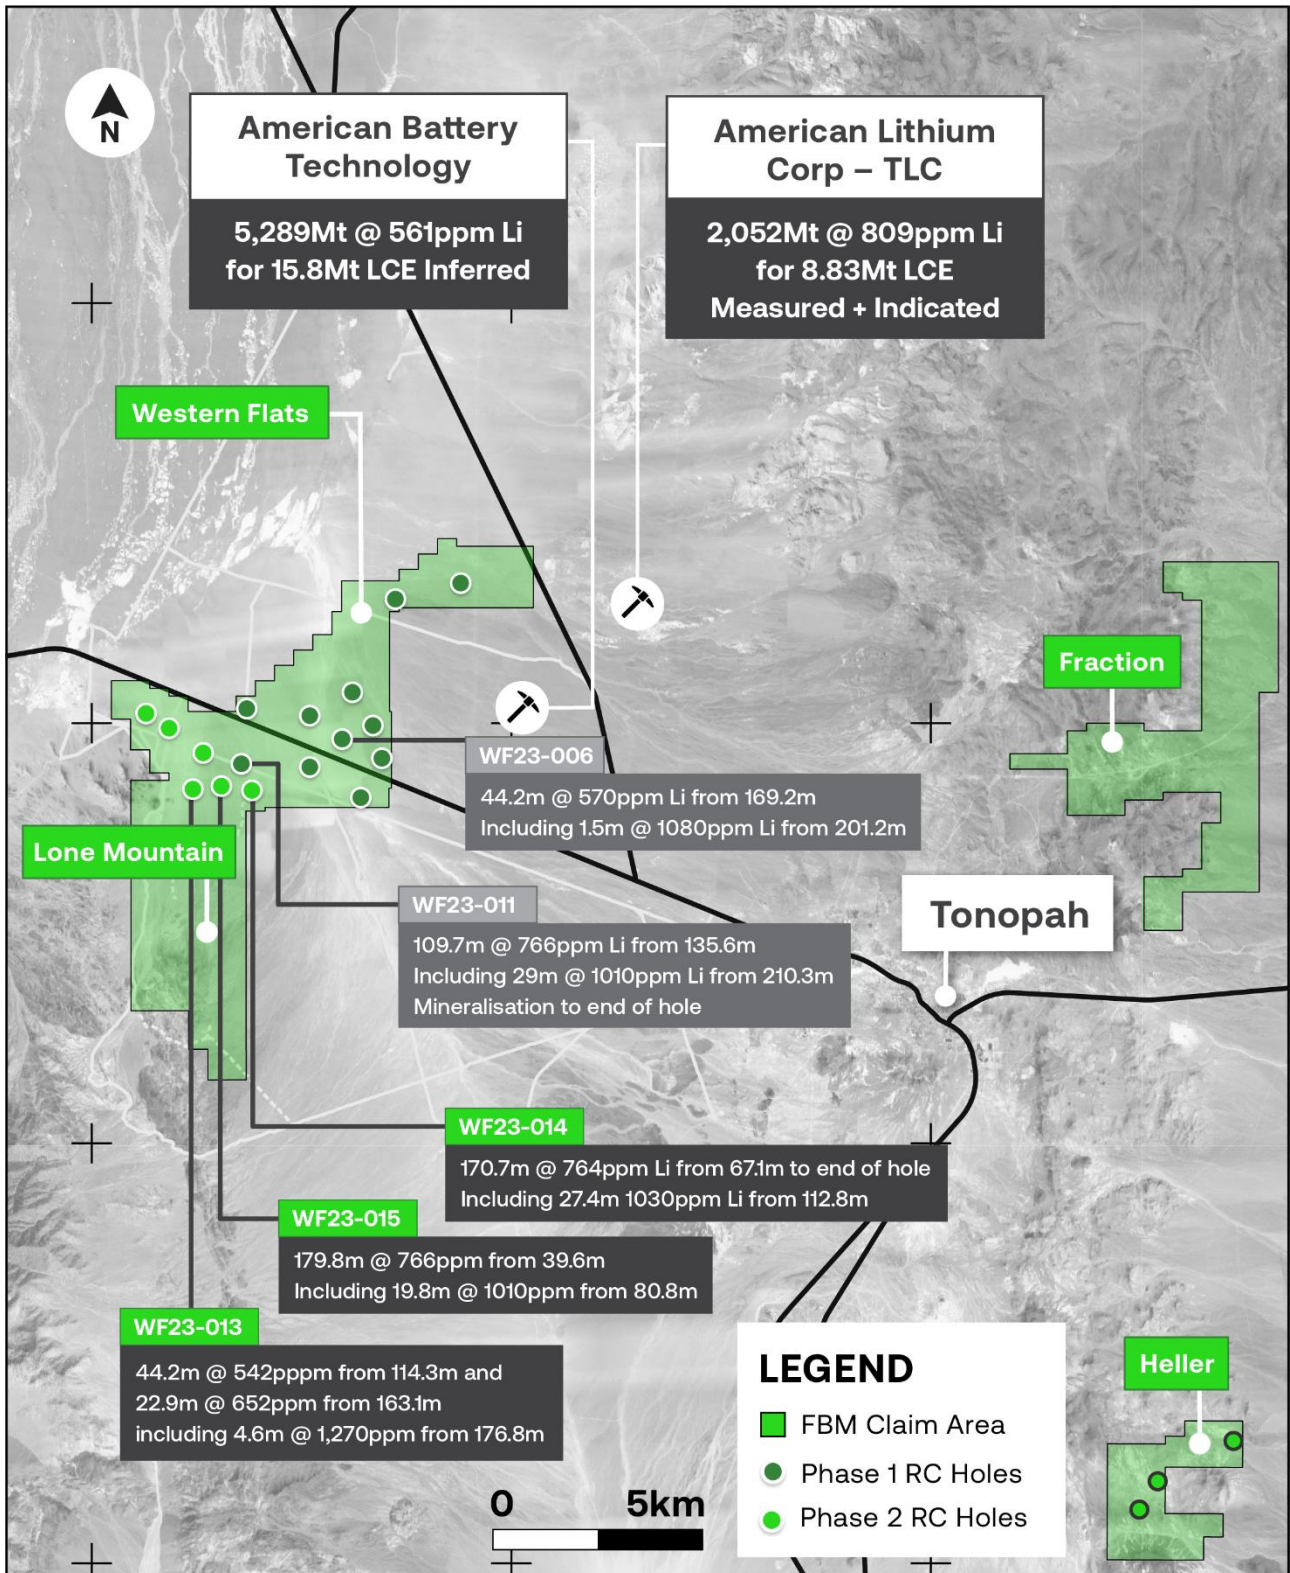 N
American Battery
Technology
5,289Mt @ 561ppm Li
for 15.8Mt LCE Inferred
American Lithium
Corp – TLC
2,052Mt @ 809ppm Li
for 8.83Mt LCE
Measured + Indicated
Western Flats
Fraction
WF23-006
44.2m @ 570ppm Li from 169.2m
Including 1.5m @ 1080ppm Li from 201.2m
Lone Mountain
WF23-011
109.7m @ 766ppm Li from 135.6m
Including 29m @ 1010ppm Li from 210.3m
Mineralisation to end of hole
Tonopah
WF23-014
170.7m @ 764ppm Li from 67.1m to end of hole
Including 27.4m 1030ppm Li from 112.8m
WF23-015
179.8m @ 766ppm from 39.6m
Including 19.8m @ 1010ppm from 80.8m
WF23-013
44.2m @ 542pppm from 114.3m and
22.9m @ 652ppm from 163.1m
including 4.6m @ 1,270ppm from 176.8m
Heller
LEGEND
FBM Claim Area
Phase 1 RC Holes
Phase 2 RC Holes
0 5km